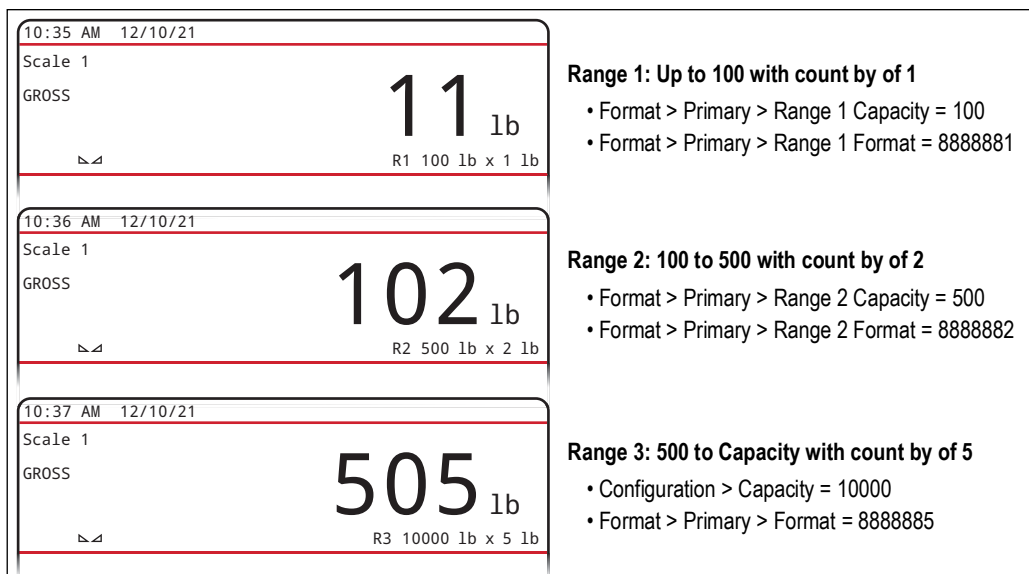 10:35 AM 12/10/21
Scale 1
GROSS
11 lb
R1 100 lb x 1 lb
Range 1: Up to 100 with count by of 1
• Format > Primary > Range 1 Capacity = 100
• Format > Primary > Range 1 Format = 8888881
10:36 AM 12/10/21
Scale 1
GROSS
102 lb
R2 500 lb x 2 lb
Range 2: 100 to 500 with count by of 2
• Format > Primary > Range 2 Capacity = 500
• Format > Primary > Range 2 Format = 8888882
10:37 AM 12/10/21
Scale 1
GROSS
505 lb
R3 10000 lb x 5 lb
Range 3: 500 to Capacity with count by of 5
• Configuration > Capacity = 10000
• Format > Primary > Format = 8888885